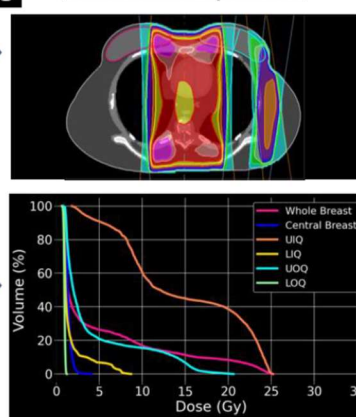 100
80
60
40
20
0
Volume (%)
Whole Breast
Central Breast
UIQ
LIQ
UOQ
LOQ
0 5 10 15 20 25 30
Dose (Gy)